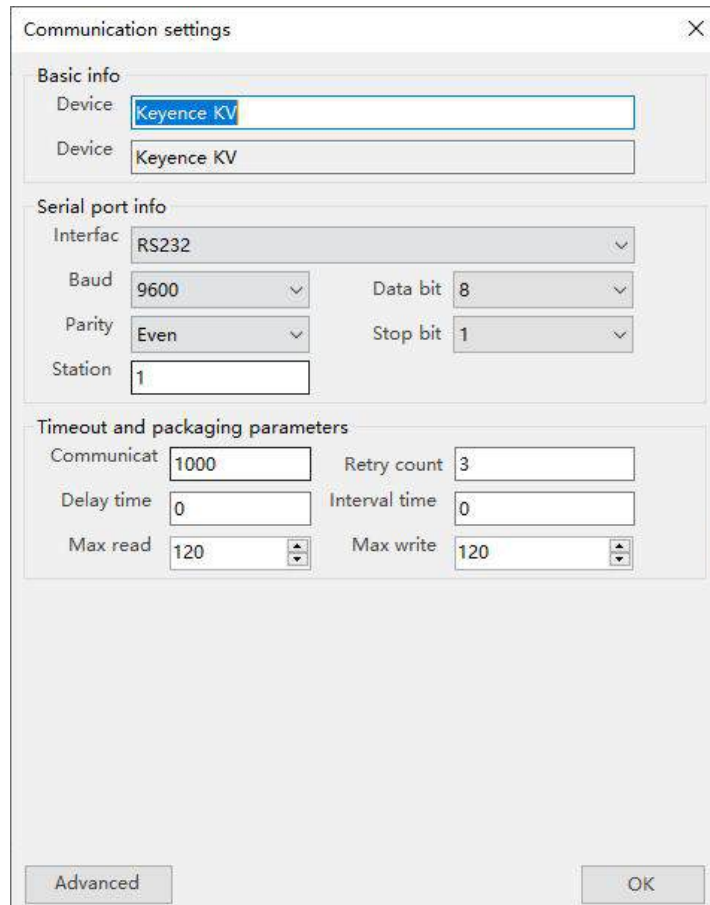 Communication settings
Basic info
Device Keyence KV
Device Keyence KV
Serial port info
Interfac RS232
Baud 9600 Data bit 8
Parity Even Stop bit 1
Station 1
Timeout and packaging parameters
Communicat 1000 Retry count 3
Delay time 0 Interval time 0
Max read 120 Max write 120
Advanced OK